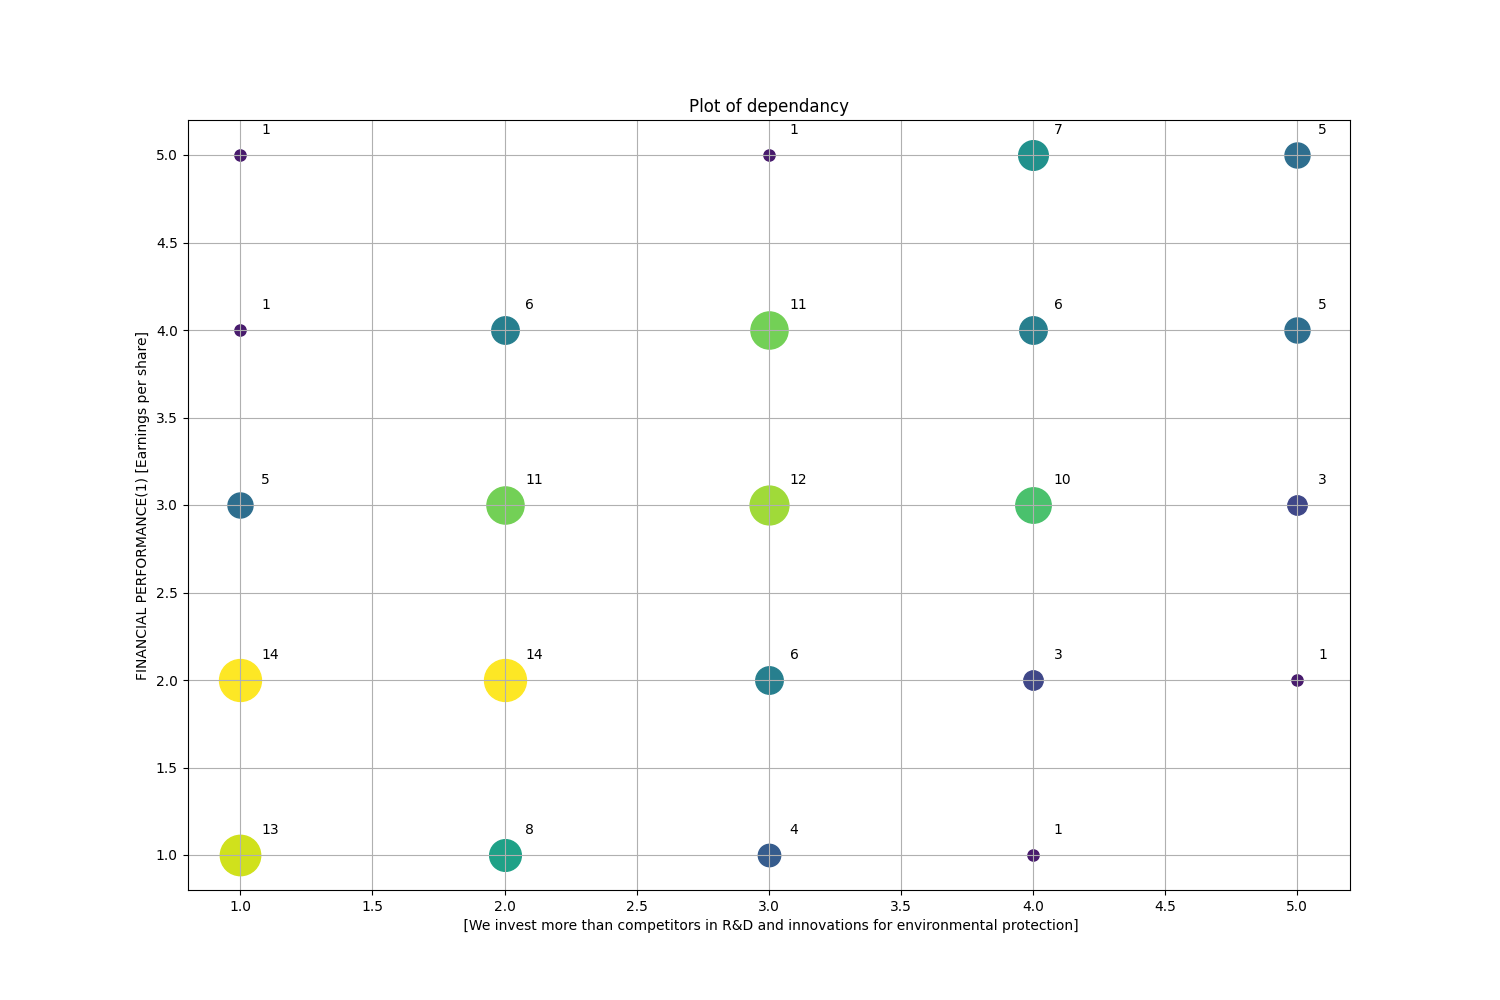 Plot of dependancy
1 1 7 5
5.0
4.5
1 6 11 6 5
4.0
3.5
5 11 12 10 3
3.0
2.5
14 14 6 3 1
2.0
1.5
13 8 4 1
1.0
FINANCIAL PERFORMANCE(1) [Earnings per share]
1.0 1.5 2.0 2.5 3.0 3.5 4.0 4.5 5.0
[We invest more than competitors in R&D and innovations for environmental protection]